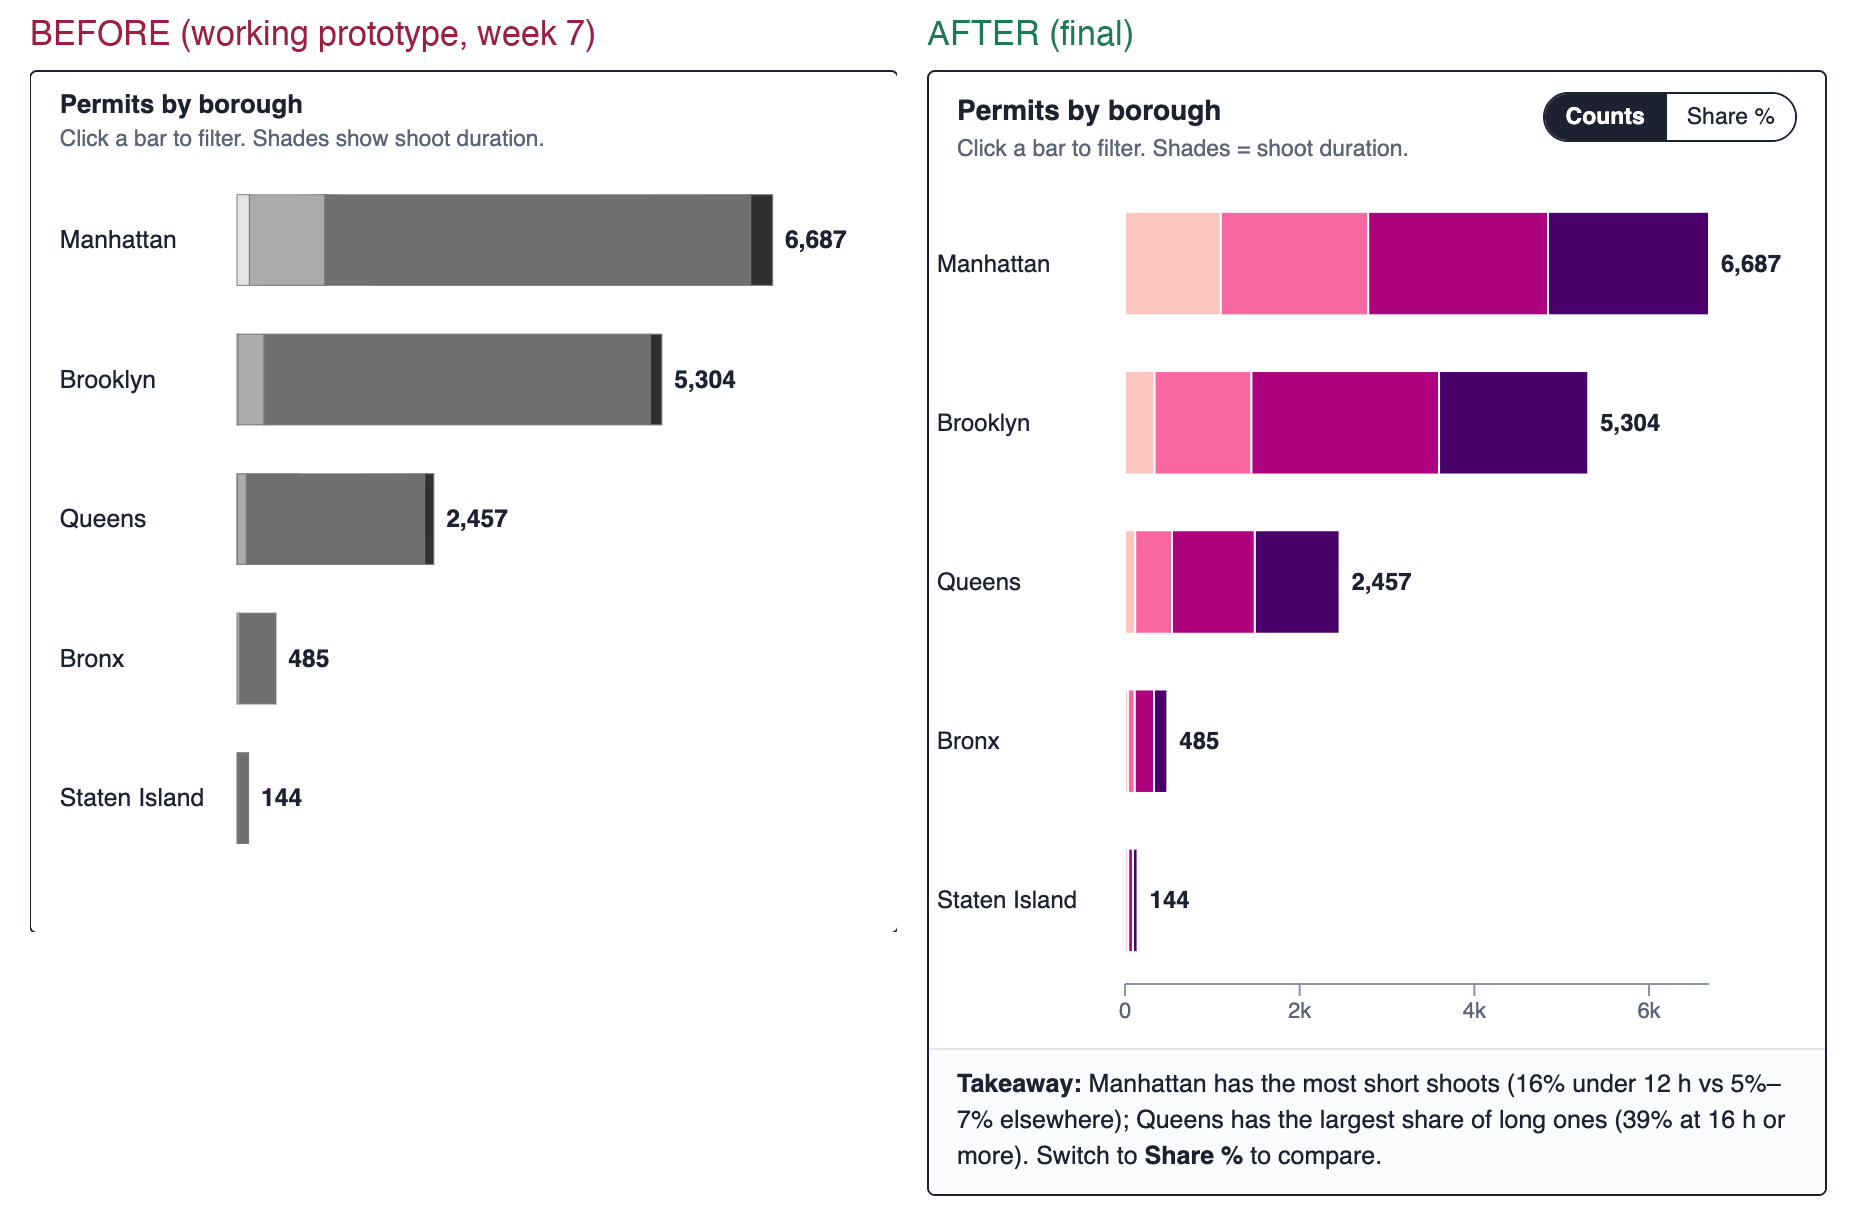 BEFORE (working prototype, week 7)
Permits by borough
Click a bar to filter. Shades show shoot duration.
Manhattan
6,687
Brooklyn
5,304
Queens
2,457
Bronx
485
Staten Island
144
AFTER (final)
Permits by borough
Counts
Share %
Click a bar to filter. Shades = shoot duration.
Manhattan
6,687
Brooklyn
5,304
Queens
2,457
Bronx
485
Staten Island
144
0
2k
4k
6k
Takeaway: Manhattan has the most short shoots (16% under 12 h vs 5%–
7% elsewhere); Queens has the largest share of long ones (39% at 16 h or
more). Switch to Share % to compare.